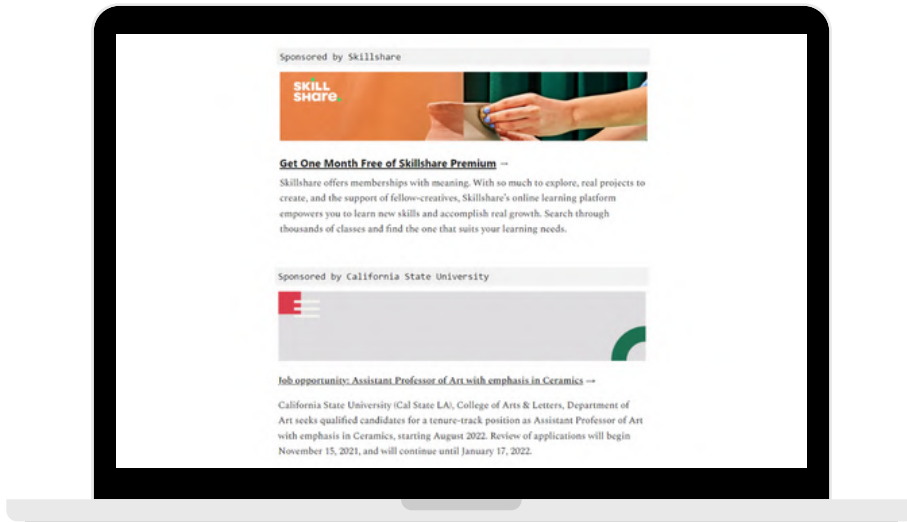 Sponsored by Skillshare
SKILL
SHARE.
Get One Month Free of Skillshare Premium →
Skillshare offers memberships with meaning. With so much to explore, real projects to
create, and the support of fellow-creatives, Skillshare's online learning platform
empowers you to learn new skills and accomplish real growth. Search through
thousands of classes and find the one that suits your learning needs.
Sponsored by California State University
Job opportunity: Assistant Professor of Art with emphasis in Ceramics →
California State University (Cal State LA), College of Arts & Letters, Department of
Art seeks qualified candidates for a tenure-track position as Assistant Professor of Art
with emphasis in Ceramics, starting August 2022. Review of applications will begin
November 15, 2021, and will continue until January 17, 2022.